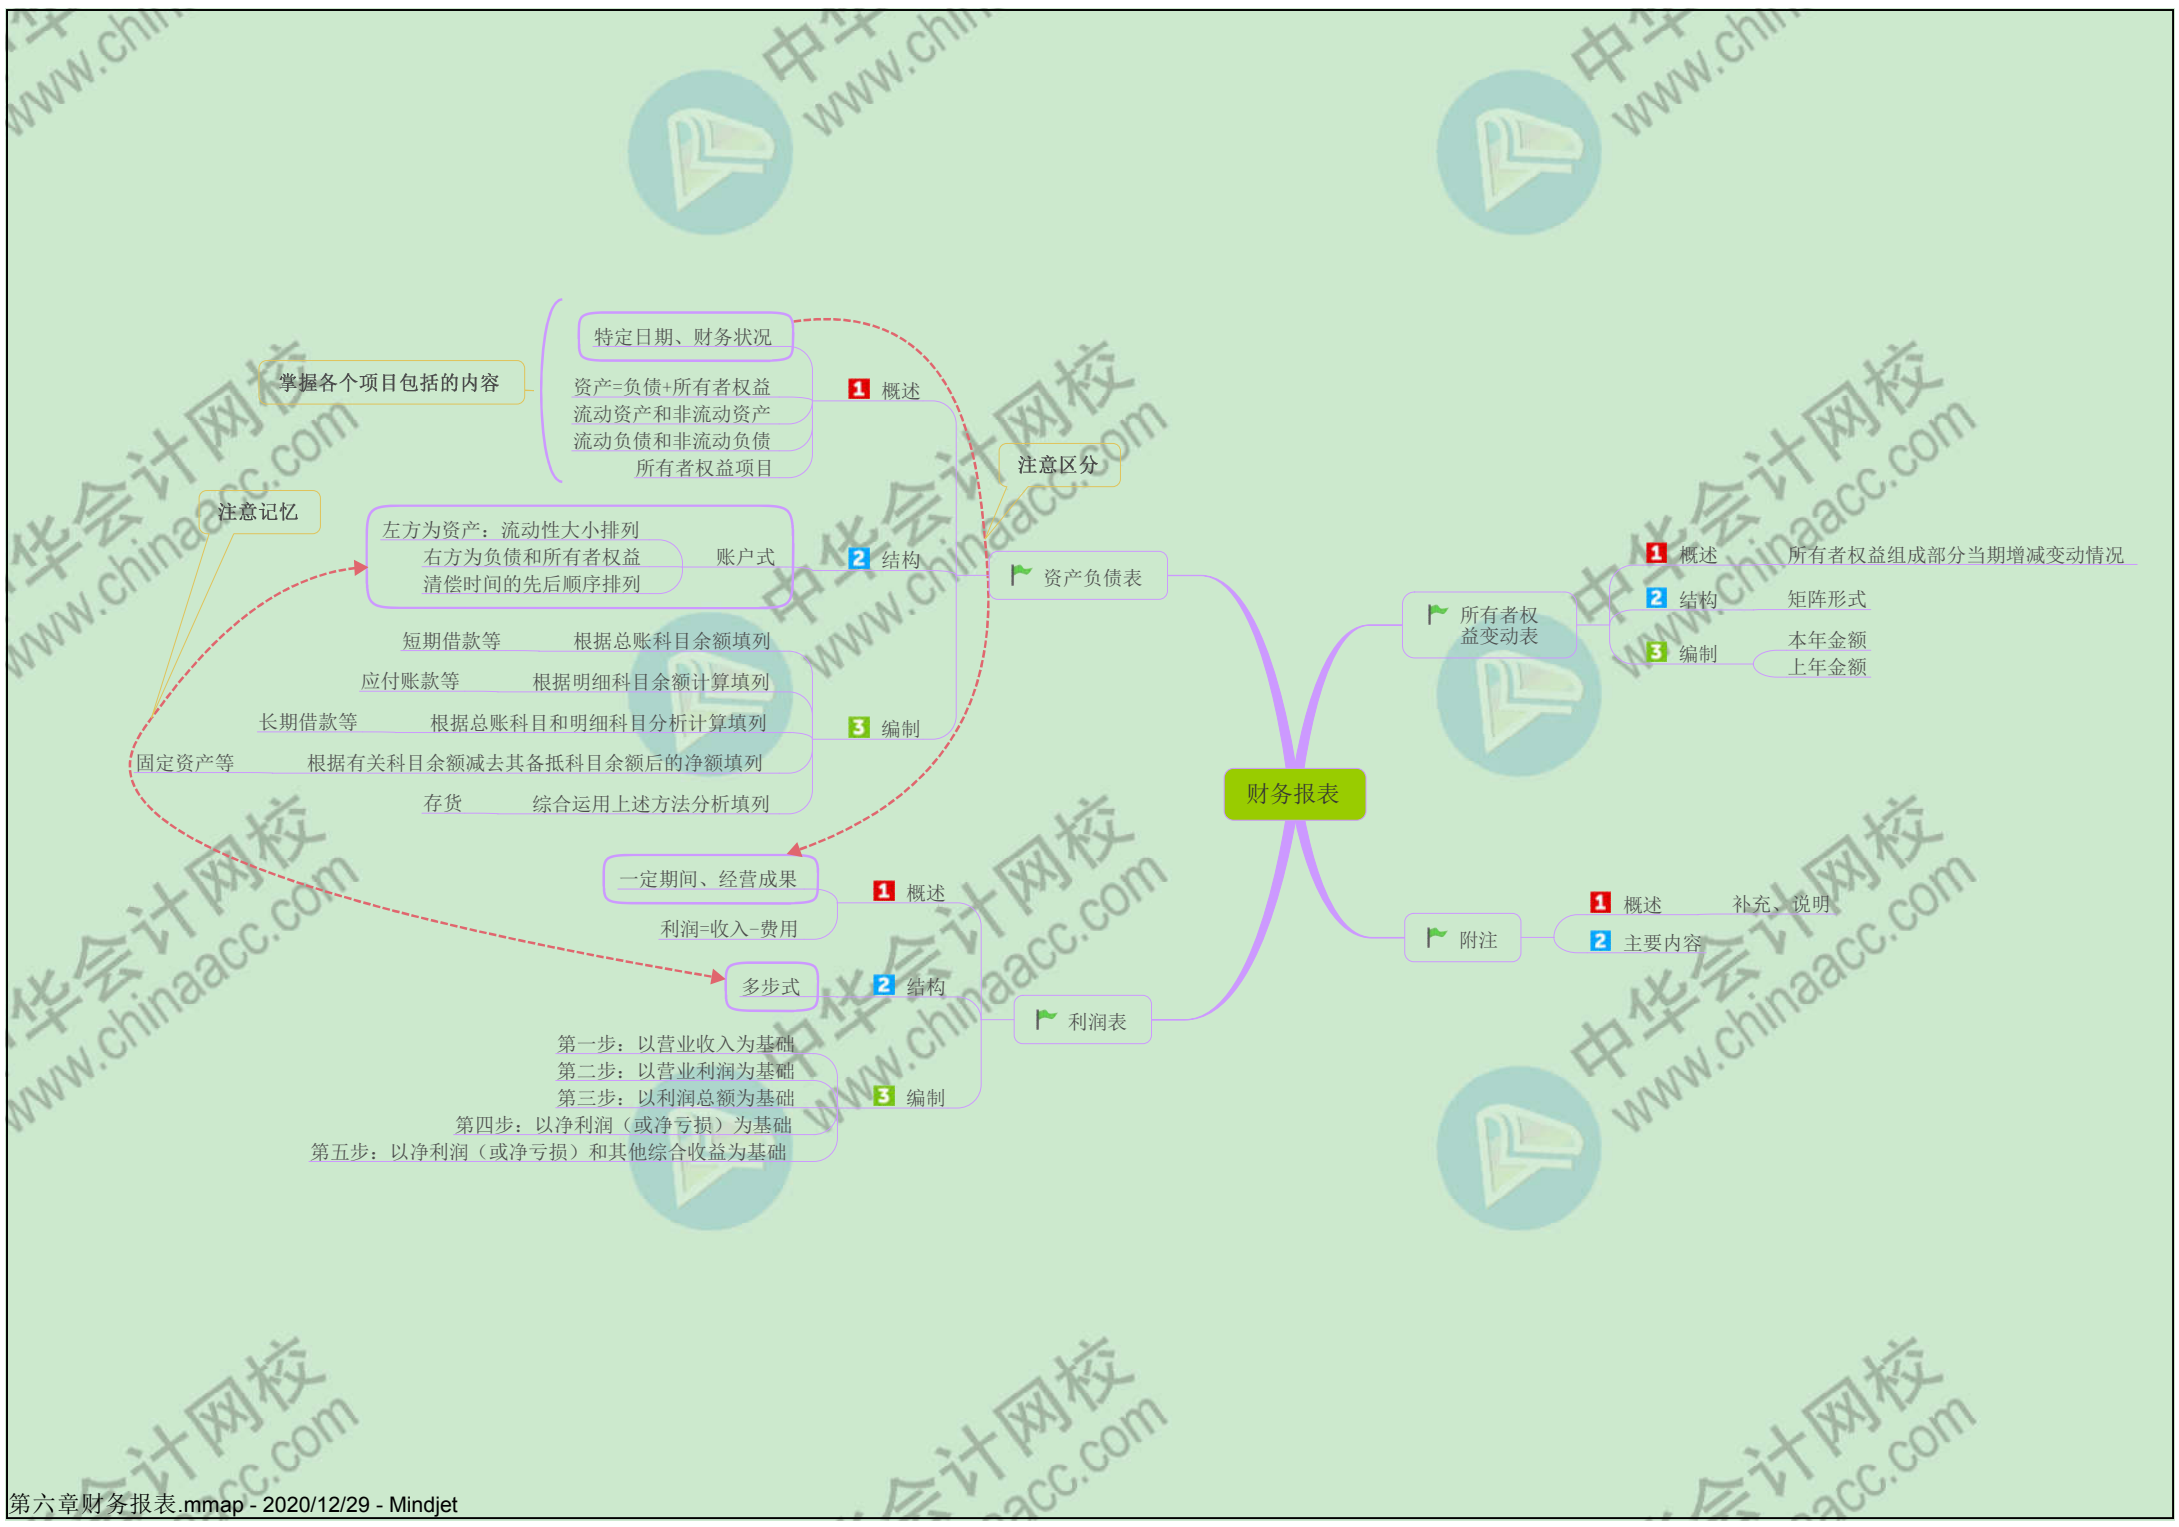 特定日期、财务状况
掌握各个项目包括的内容
资产=负债+所有者权益
流动资产和非流动资产
流动负债和非流动负债
所有者权益项目
1 概述
注意区分
注意记忆
左方为资产：流动性大小排列
右方为负债和所有者权益
清偿时间的先后顺序排列
账户式
2 结构
资产负债表
短期借款等 根据总账科目余额填列
应付账款等 根据明细科目余额计算填列
长期借款等 根据总账科目和明细科目分析计算填列
固定资产等 根据有关科目余额减去其备抵科目余额后的净额填列
存货 综合运用上述方法分析填列
3 编制
财务报表
一定期间、经营成果
利润=收入-费用
1 概述
多步式
2 结构
利润表
第一步：以营业收入为基础
第二步：以营业利润为基础
第三步：以利润总额为基础
第四步：以净利润（或净亏损）为基础
第五步：以净利润（或净亏损）和其他综合收益为基础
3 编制
所有者权
益变动表
1 概述 所有者权益组成部分当期增减变动情况
2 结构 矩阵形式
3 编制
本年金额
上年金额
附注
1 概述 补充、说明
2 主要内容
中华会计网校
www.chinaacc.com
第六章财务报表.mmap - 2020/12/29 - Mindjet